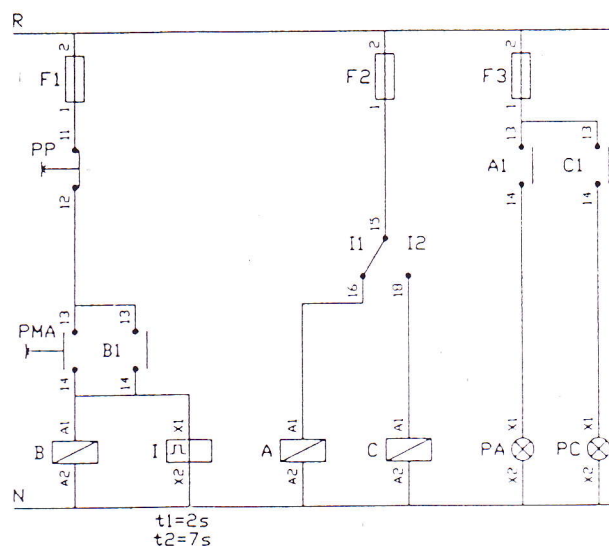 R
2 2 2
F1 F2 F3
1 1 1
11 13 13
PP A1 C1
12 14 14
15
I1 I2
16 18
13 13
PMA B1
14 14
A1 X1 A1 A1 X1 X1
B I A C PA PC
A2 X2 A2 A2 X2 X2
N
t1=2s
t2=7s